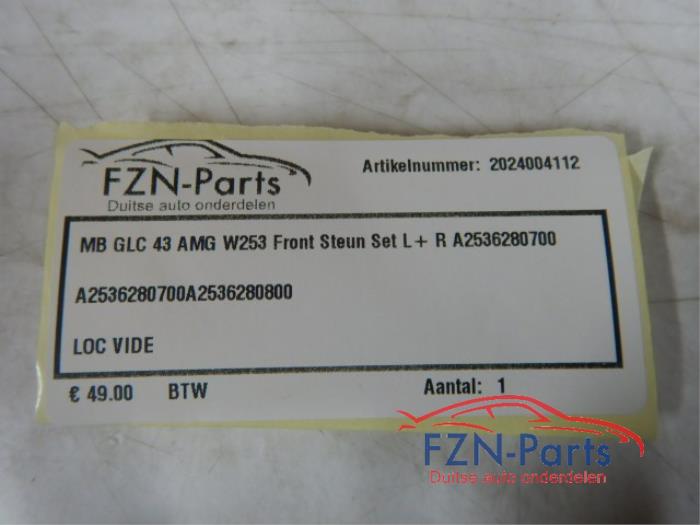 FZN-Parts
Duitse auto onderdelen
Artikelnummer: 2024004112
MB GLC 43 AMG W253 Front Steun Set L+ R A2536280700
A2536280700A2536280800
LOC VIDE
€ 49.00 BTW Aantal: 1
FZN-Parts
Duitse auto onderdelen